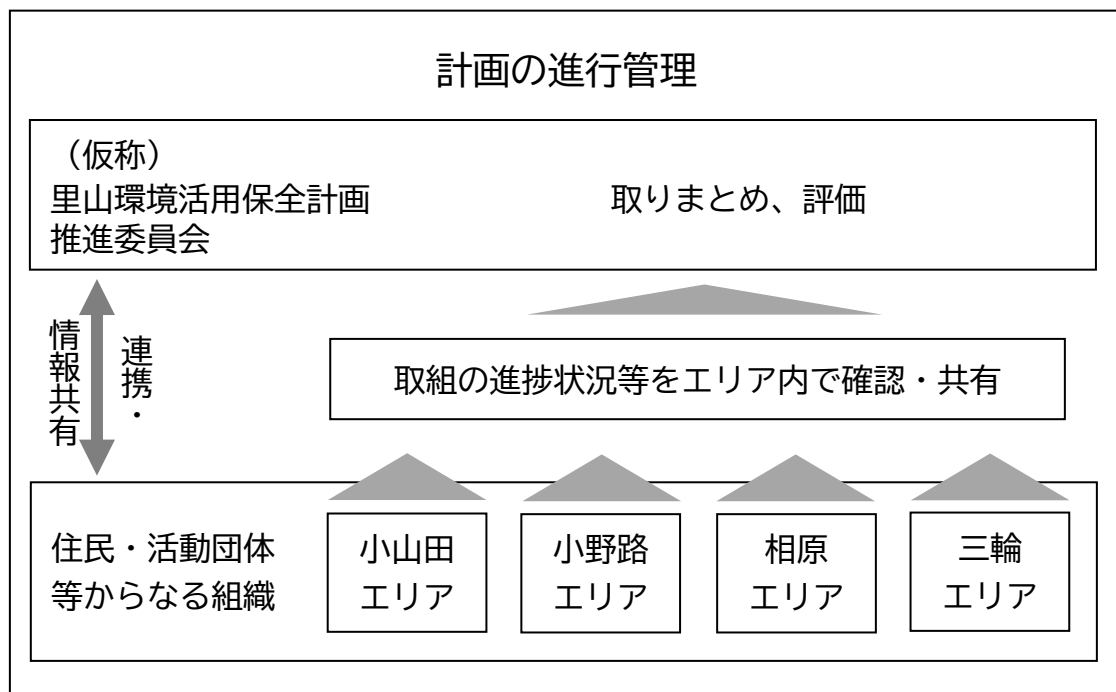 計画の進行管理
（仮称）
里山環境活用保全計画
推進委員会
取りまとめ、評価
連携・
情報共有
取組の進捗状況等をエリア内で確認・共有
住民・活動団体
等からなる組織
小山田
エリア
小野路
エリア
相原
エリア
三輪
エリア